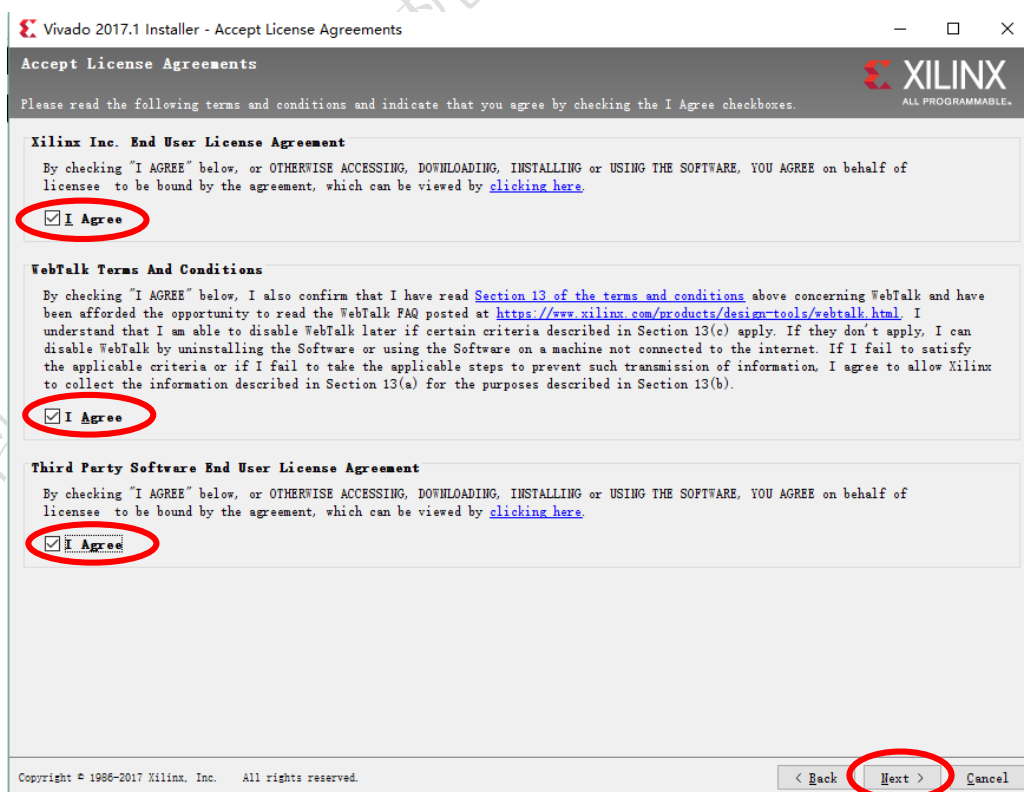 Vivado 2017.1 Installer - Accept License Agreements
Accept License Agreements
XILINX
ALL PROGRAMMABLE.
Please read the following terms and conditions and indicate that you agree by checking the I Agree checkboxes.
Xilinx Inc. End User License Agreement
By checking "I AGREE" below, or OTHERWISE ACCESSING, DOWNLOADING, INSTALLING or USING THE SOFTWARE, YOU AGREE on behalf of
licensee to be bound by the agreement, which can be viewed by clicking here.
I Agree
WebTalk Terms And Conditions
By checking "I AGREE" below, I also confirm that I have read Section 13 of the terms and conditions above concerning WebTalk and have
been afforded the opportunity to read the WebTalk FAQ posted at https://www.xilinx.com/products/design-tools/webtalk.html. I
understand that I am able to disable WebTalk later if certain criteria described in Section 13(c) apply. If they don't apply, I can
disable WebTalk by uninstalling the Software or using the Software on a machine not connected to the internet. If I fail to satisfy
the applicable criteria or if I fail to take the applicable steps to prevent such transmission of information, I agree to allow Xilinx
to collect the information described in Section 13(a) for the purposes described in Section 13(b).
I Agree
Third Party Software End User License Agreement
By checking "I AGREE" below, or OTHERWISE ACCESSING, DOWNLOADING, INSTALLING or USING THE SOFTWARE, YOU AGREE on behalf of
licensee to be bound by the agreement, which can be viewed by clicking here.
I Agree
Copyright © 1986-2017 Xilinx, Inc. All rights reserved.
< Back Next > Cancel